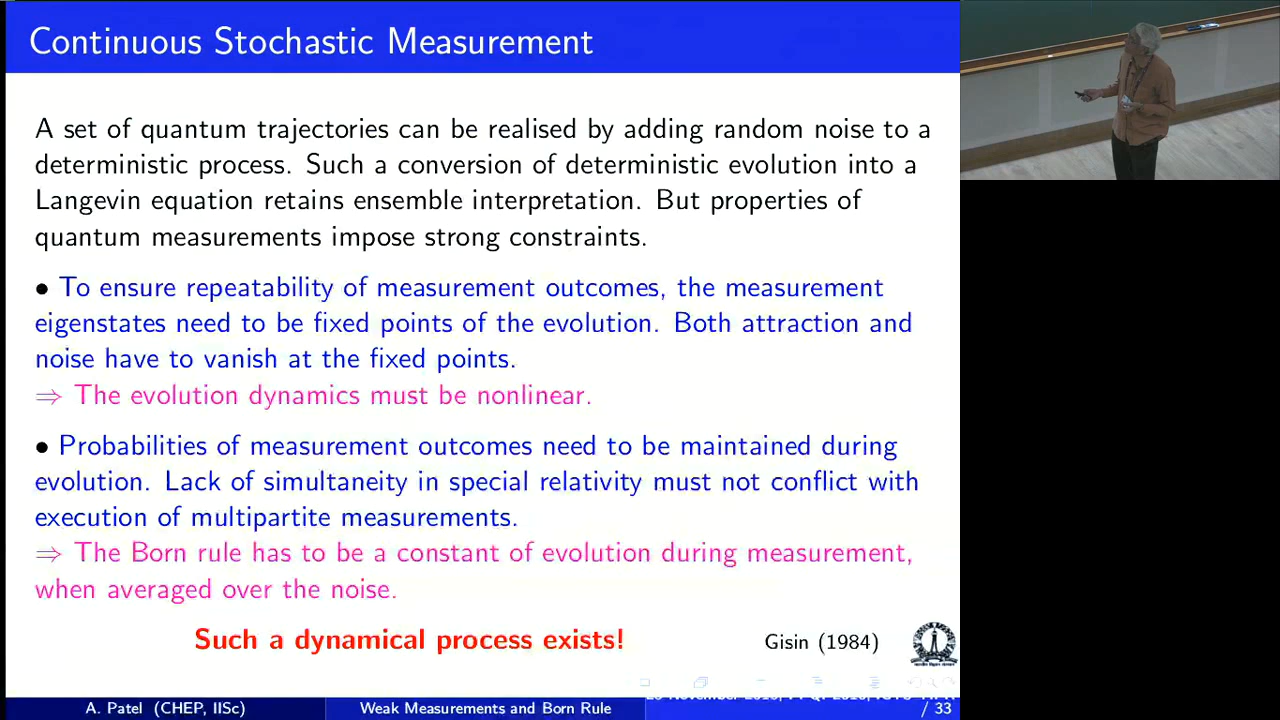 Continuous Stochastic Measurement
A set of quantum trajectories can be realised by adding random noise to a
deterministic process. Such a conversion of deterministic evolution into a
Langevin equation retains ensemble interpretation. But properties of
quantum measurements impose strong constraints.
• To ensure repeatability of measurement outcomes, the measurement
eigenstates need to be fixed points of the evolution. Both attraction and
noise have to vanish at the fixed points.
⇒ The evolution dynamics must be nonlinear.
• Probabilities of measurement outcomes need to be maintained during
evolution. Lack of simultaneity in special relativity must not conflict with
execution of multipartite measurements.
⇒ The Born rule has to be a constant of evolution during measurement,
when averaged over the noise.
Such a dynamical process exists! Gisin (1984)
A. Patel (CHEP, IISc) Weak Measurements and Born Rule / 33